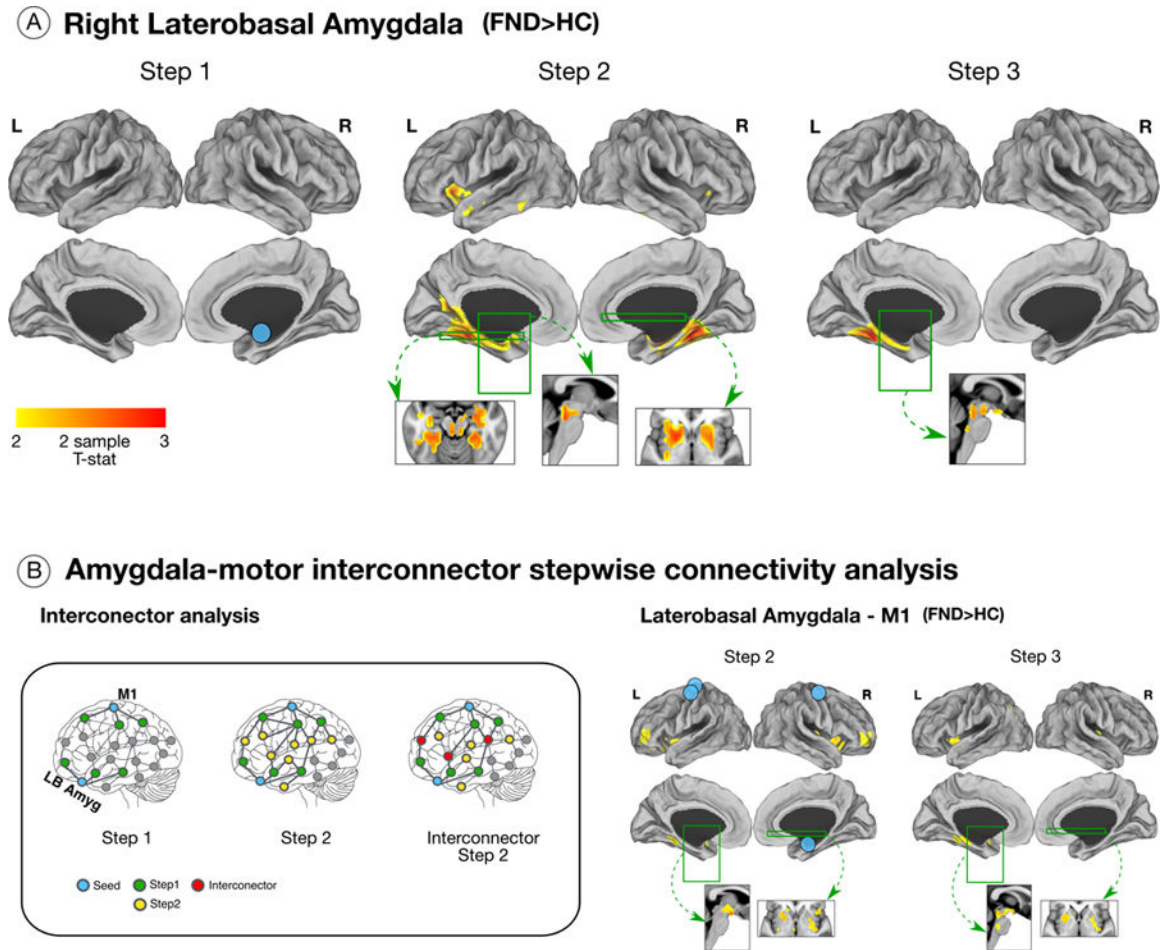 A Right Laterobasal Amygdala (FND>HC)
Step 1 Step 2 Step 3
L R L R L R
2 2 sample 3
T-stat
B Amygdala-motor interconnector stepwise connectivity analysis
Interconector analysis
M1
LB Amyg
Step 1 Step 2 Interconnector
Step 2
Seed Step1 Interconector
Step2
Laterobasal Amygdala - M1 (FND>HC)
Step 2 Step 3
L R L R